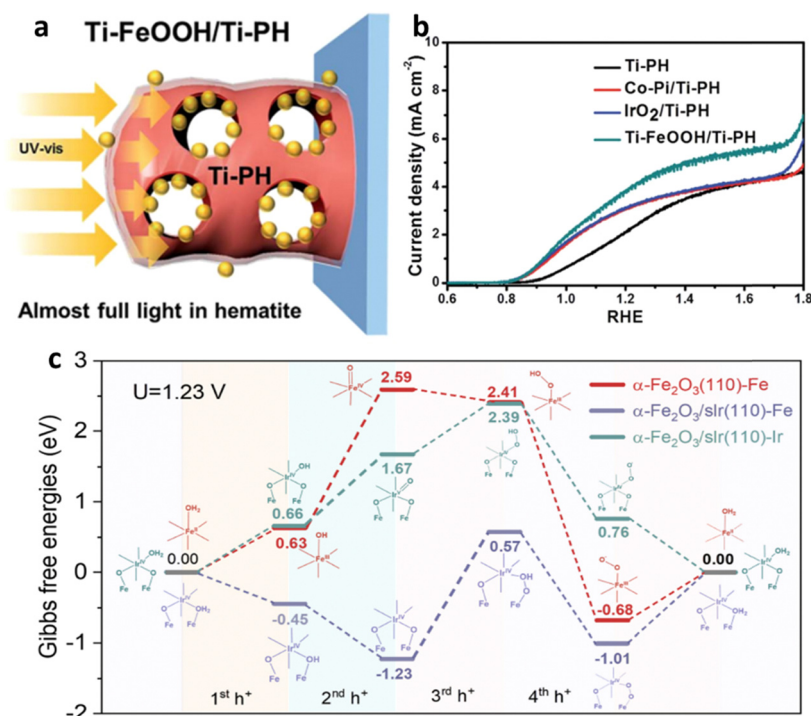 a
Ti-FeOOH/Ti-PH
UV-vis
Ti-PH
Almost full light in hematite
b
Current density (mA cm⁻²)
10
8
6
4
2
0
Ti-PH
Co-Pi/Ti-PH
IrO₂/Ti-PH
Ti-FeOOH/Ti-PH
0.6 0.8 1.0 1.2 1.4 1.6 1.8
RHE
c
Gibbs free energies (eV)
3
2
1
0
-1
-2
U=1.23 V
α-Fe₂O₃(110)-Fe
α-Fe₂O₃/sIr(110)-Fe
α-Fe₂O₃/sIr(110)-Ir
2.59
2.41
2.39
1.67
0.66
0.63
0.00
-0.45
-1.23
0.57
0.76
-0.68
-1.01
0.00
1st h⁺ 2nd h⁺ 3rd h⁺ 4th h⁺